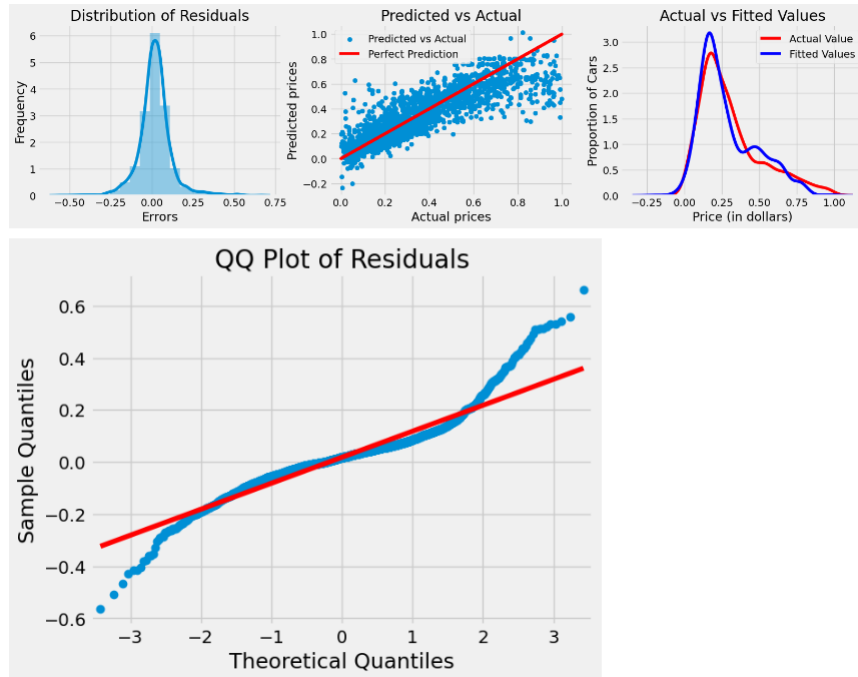 Distribution of Residuals
Frequency
6
5
4
3
2
1
0
−0.50 −0.25 0.00 0.25 0.50 0.75
Errors
Predicted vs Actual
Predicted vs Actual
Perfect Prediction
Predicted prices
1.0
0.8
0.6
0.4
0.2
0.0
−0.2
0.0 0.2 0.4 0.6 0.8 1.0
Actual prices
Actual vs Fitted Values
Actual Value
Fitted Values
Proportion of Cars
3.0
2.5
2.0
1.5
1.0
0.5
0.0
−0.25 0.00 0.25 0.50 0.75 1.00
Price (in dollars)
QQ Plot of Residuals
Sample Quantiles
0.6
0.4
0.2
0.0
−0.2
−0.4
−0.6
−3 −2 −1 0 1 2 3
Theoretical Quantiles